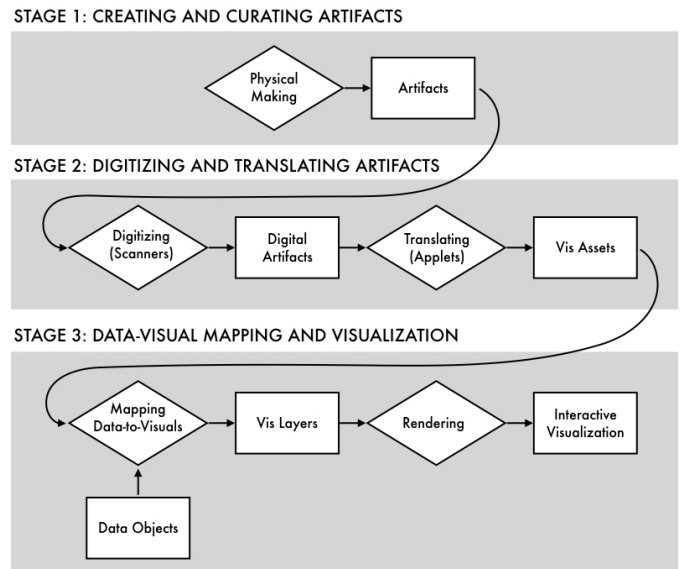 STAGE 1: CREATING AND CURATING ARTIFACTS
Physical
Making
Artifacts
STAGE 2: DIGITIZING AND TRANSLATING ARTIFACTS
Digitizing
(Scanners)
Digital
Artifacts
Translating
(Applets)
Vis Assets
STAGE 3: DATA-VISUAL MAPPING AND VISUALIZATION
Mapping
Data-to-Visuals
Vis Layers
Rendering
Interactive
Visualization
Data Objects